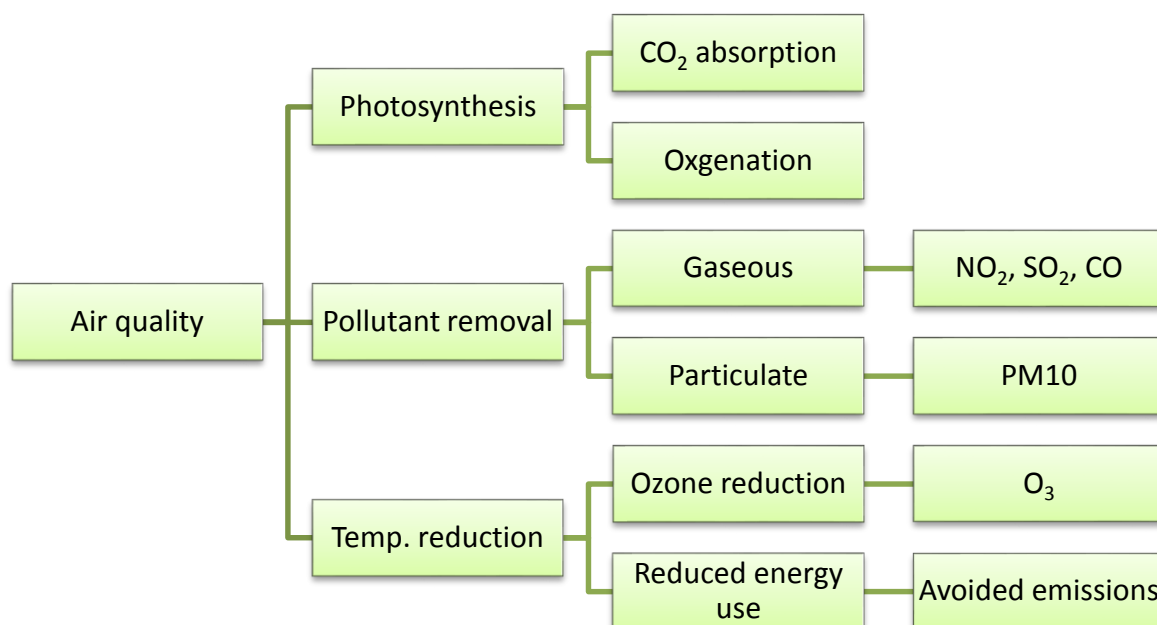 CO₂ absorption
Photosynthesis
Oxgenation
Gaseous
NO₂, SO₂, CO
Air quality
Pollutant removal
Particulate
PM10
Ozone reduction
O₃
Temp. reduction
Reduced energy
use
Avoided emissions